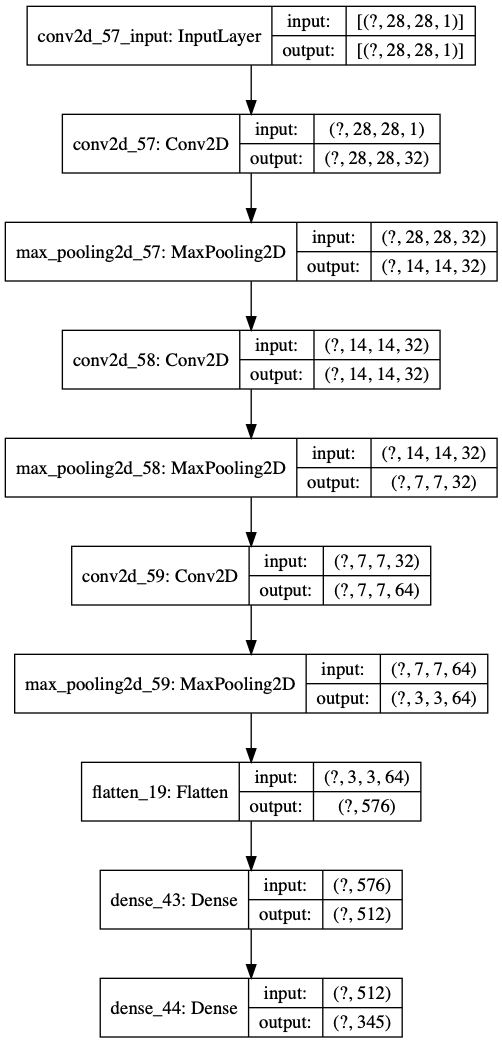 conv2d_57_input: InputLayer
input: [(?, 28, 28, 1)]
output: [(?, 28, 28, 1)]
conv2d_57: Conv2D
input: (?, 28, 28, 1)
output: (?, 28, 28, 32)
max_pooling2d_57: MaxPooling2D
input: (?, 28, 28, 32)
output: (?, 14, 14, 32)
conv2d_58: Conv2D
input: (?, 14, 14, 32)
output: (?, 14, 14, 32)
max_pooling2d_58: MaxPooling2D
input: (?, 14, 14, 32)
output: (?, 7, 7, 32)
conv2d_59: Conv2D
input: (?, 7, 7, 32)
output: (?, 7, 7, 64)
max_pooling2d_59: MaxPooling2D
input: (?, 7, 7, 64)
output: (?, 3, 3, 64)
flatten_19: Flatten
input: (?, 3, 3, 64)
output: (?, 576)
dense_43: Dense
input: (?, 576)
output: (?, 512)
dense_44: Dense
input: (?, 512)
output: (?, 345)